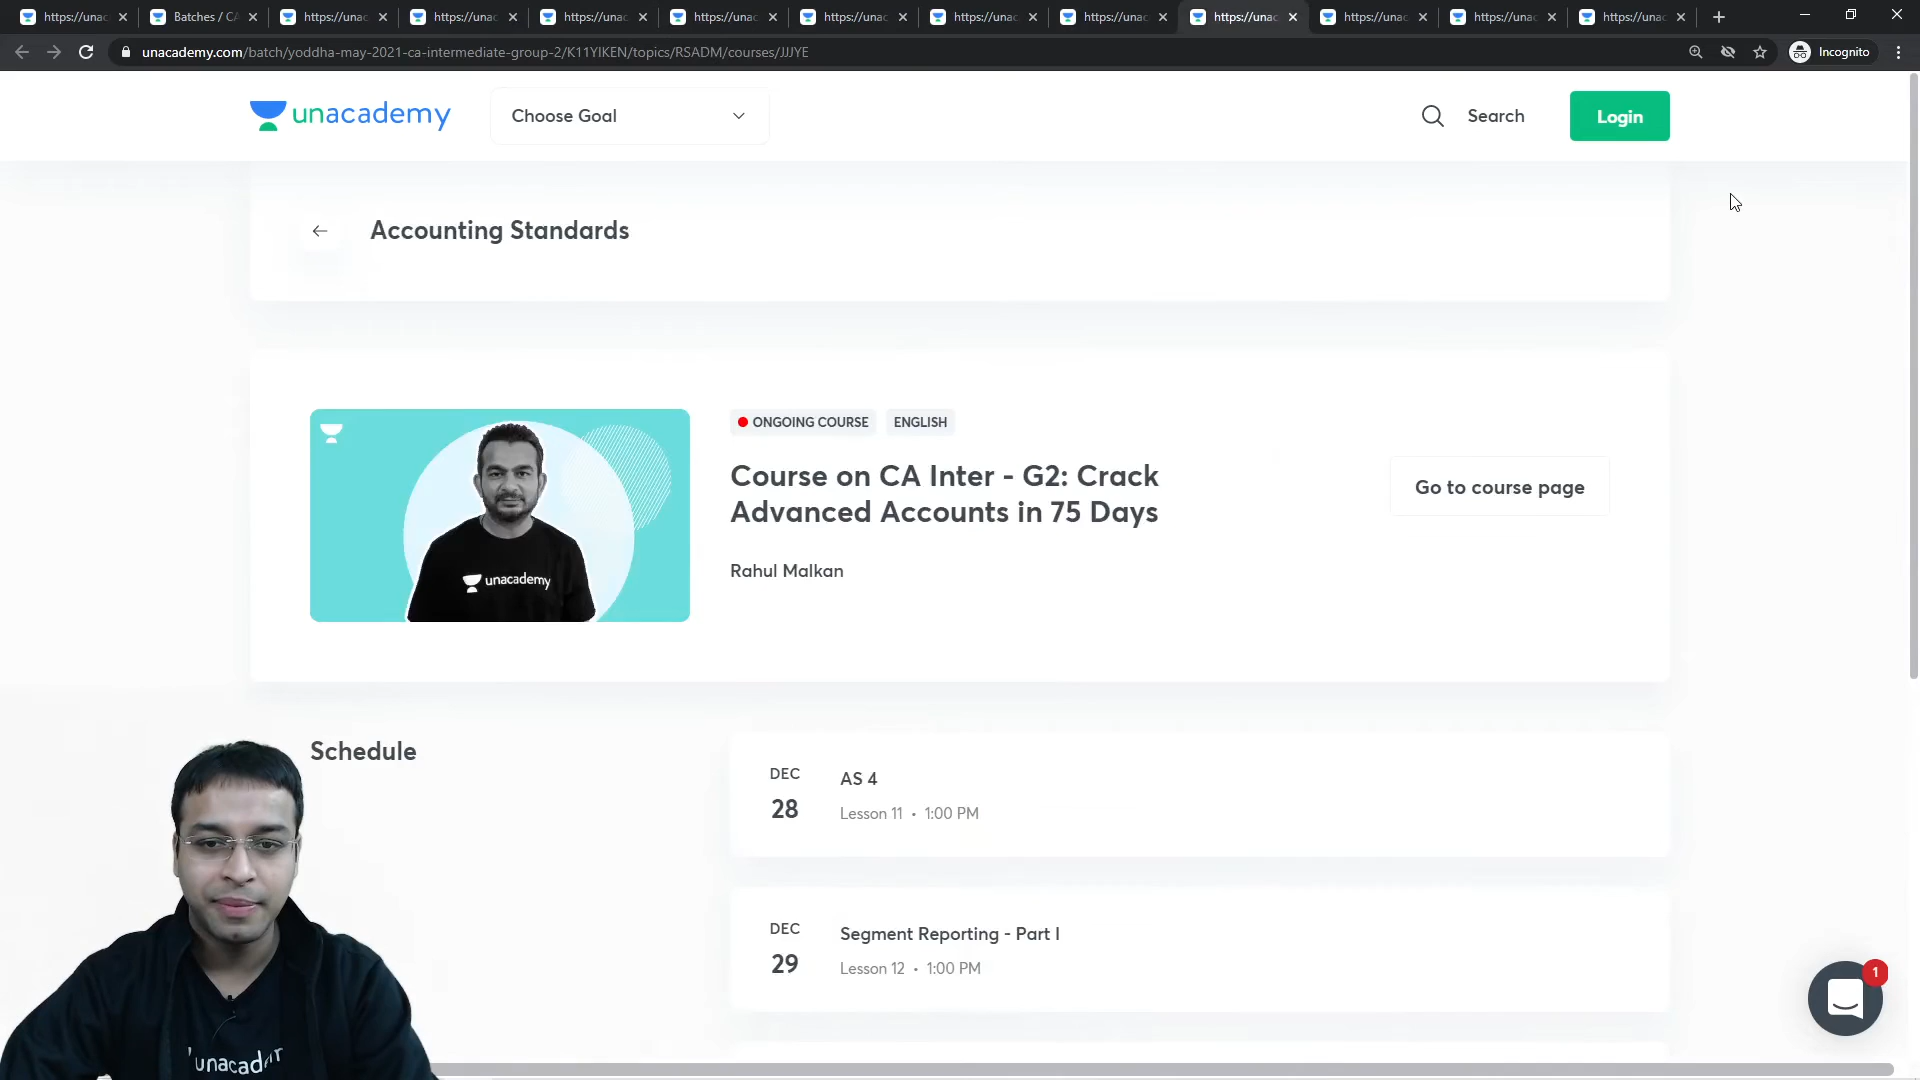 https://unac
Batches / CA
https://unac
https://unac
https://unac
https://unac
https://unac
https://unac
https://unac
https://unac
https://unac
https://unac
https://unac
unacademy.com/batch/yoddha-may-2021-ca-intermediate-group-2/K11YIKEN/topics/RSADM/courses/JJJYE
Incognito
unacademy
Choose Goal
Search
Login
Accounting Standards
ONGOING COURSE
ENGLISH
Course on CA Inter - G2: Crack
Advanced Accounts in 75 Days
Rahul Malkan
Go to course page
unacademy
Schedule
DEC
28
AS 4
Lesson 11 • 1:00 PM
DEC
29
Segment Reporting - Part I
Lesson 12 • 1:00 PM
1